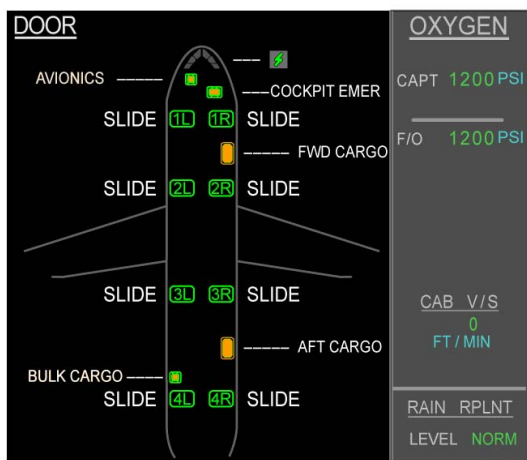 DOOR
OXYGEN
AVIONICS
COCKPIT EMER
CAPT 1200 PSI
SLIDE 1L 1R SLIDE
F/O 1200 PSI
FWD CARGO
SLIDE 2L 2R SLIDE
SLIDE 3L 3R SLIDE
CAB V/S
0
FT / MIN
AFT CARGO
BULK CARGO
SLIDE 4L 4R SLIDE
RAIN RPLNT
LEVEL NORM